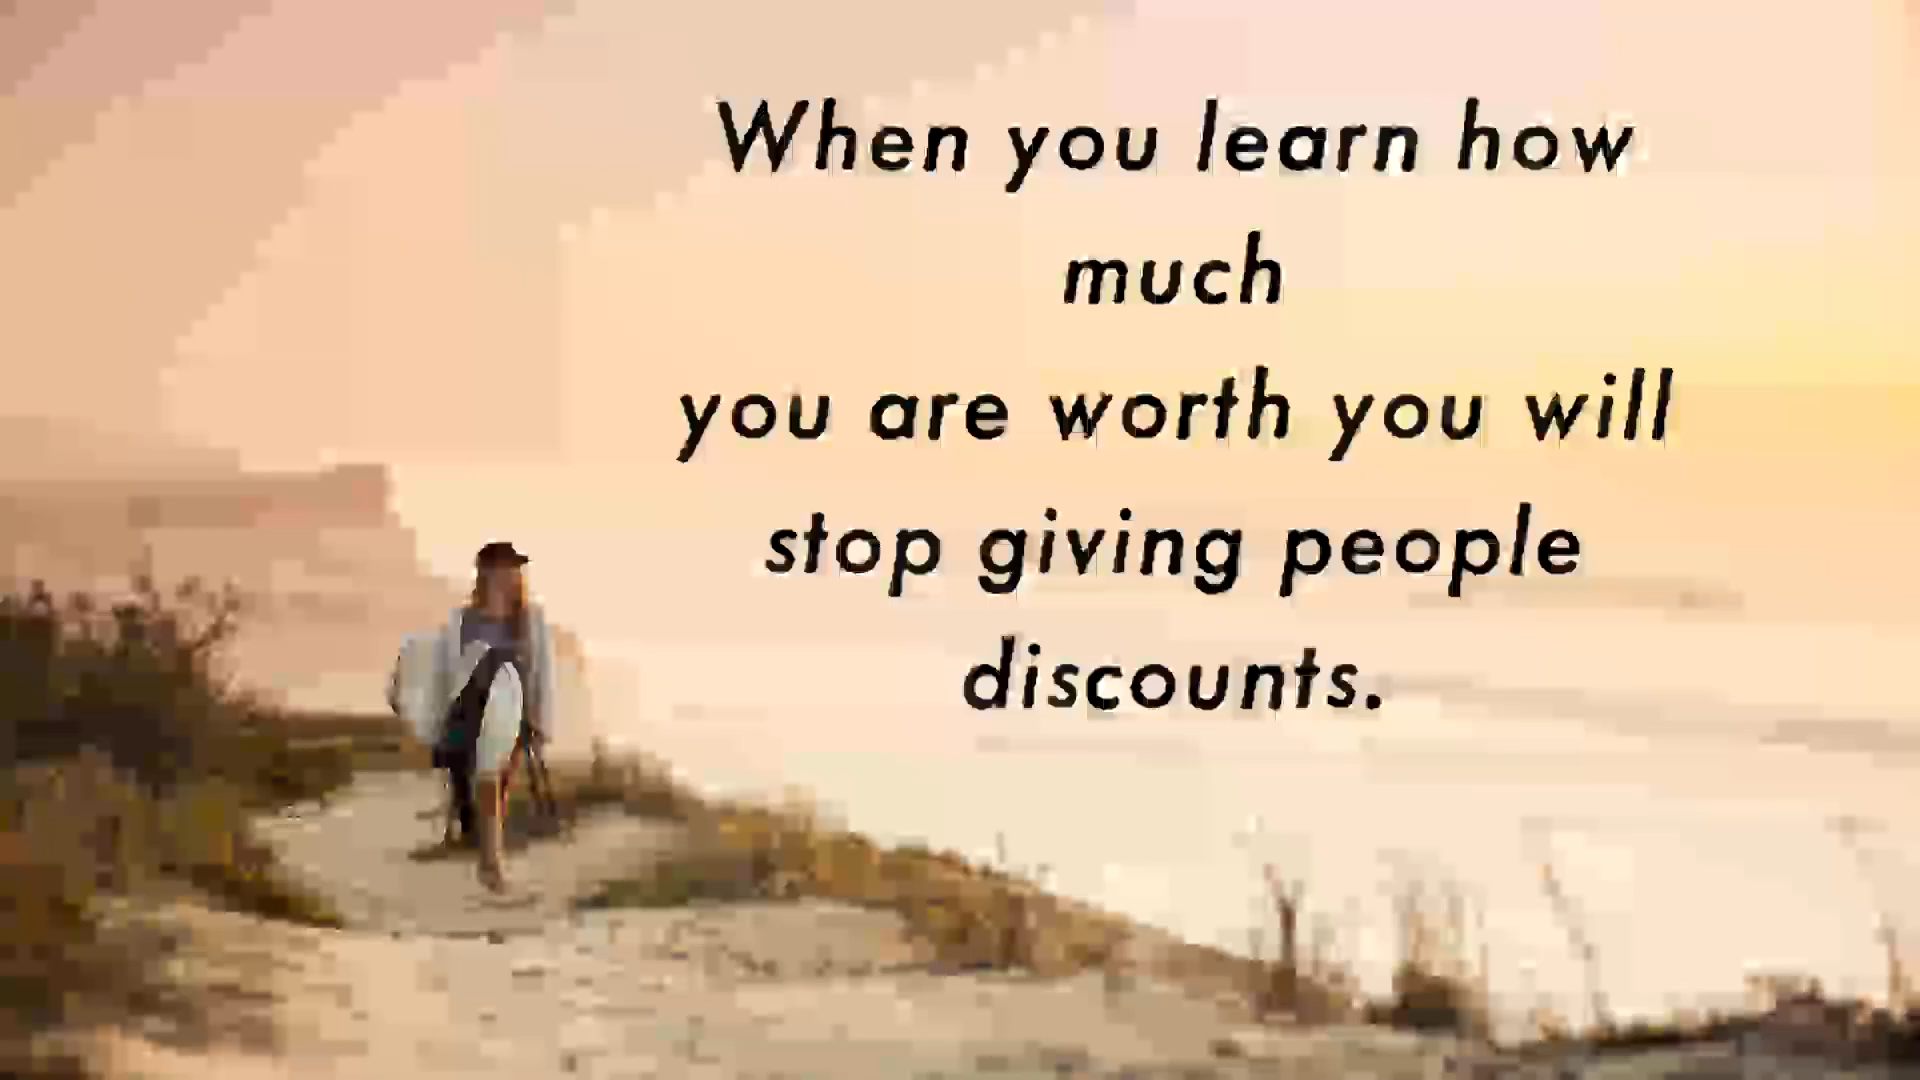 When you learn how
much
you are worth you will
stop giving people
discounts.